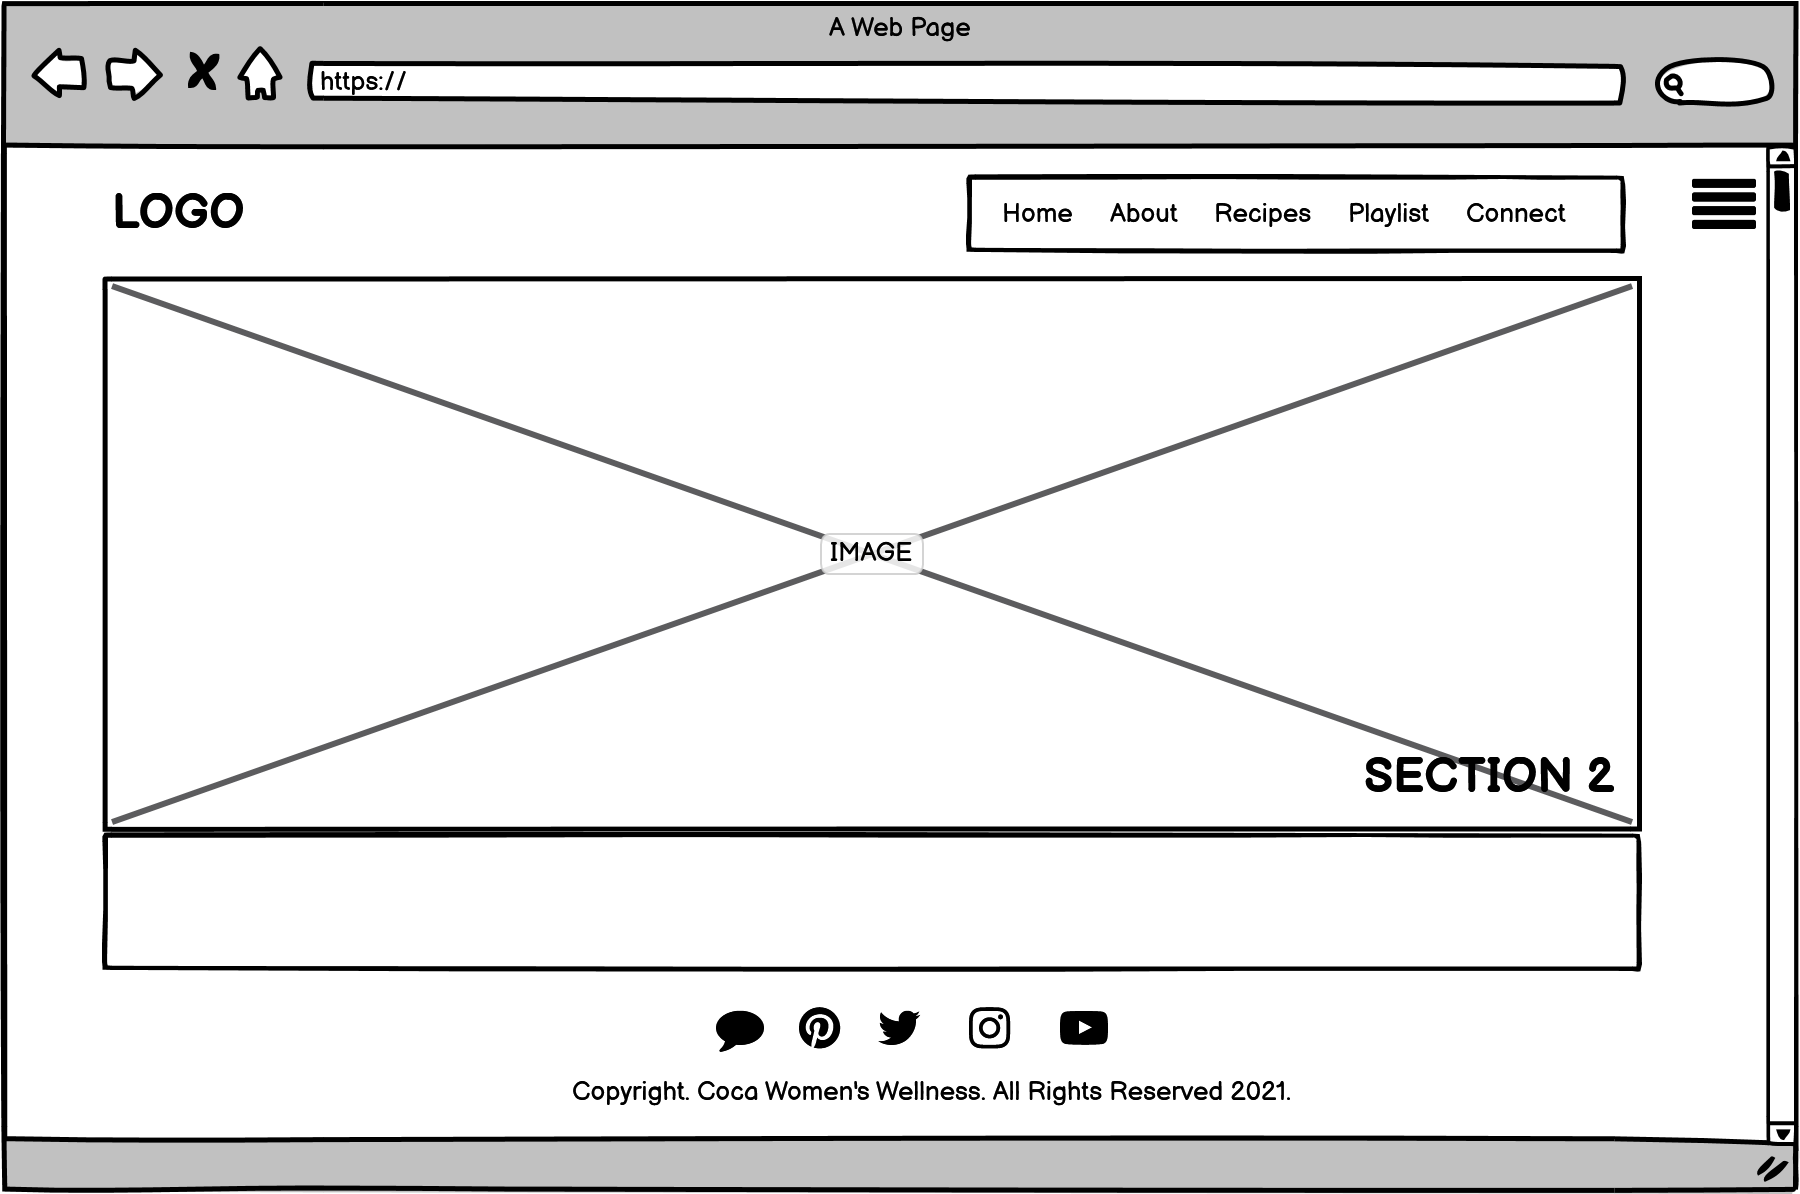 A Web Page
https://
LOGO
Home About Recipes Playlist Connect
IMAGE
SECTION 2
Copyright. Coca Women's Wellness. All Rights Reserved 2021.